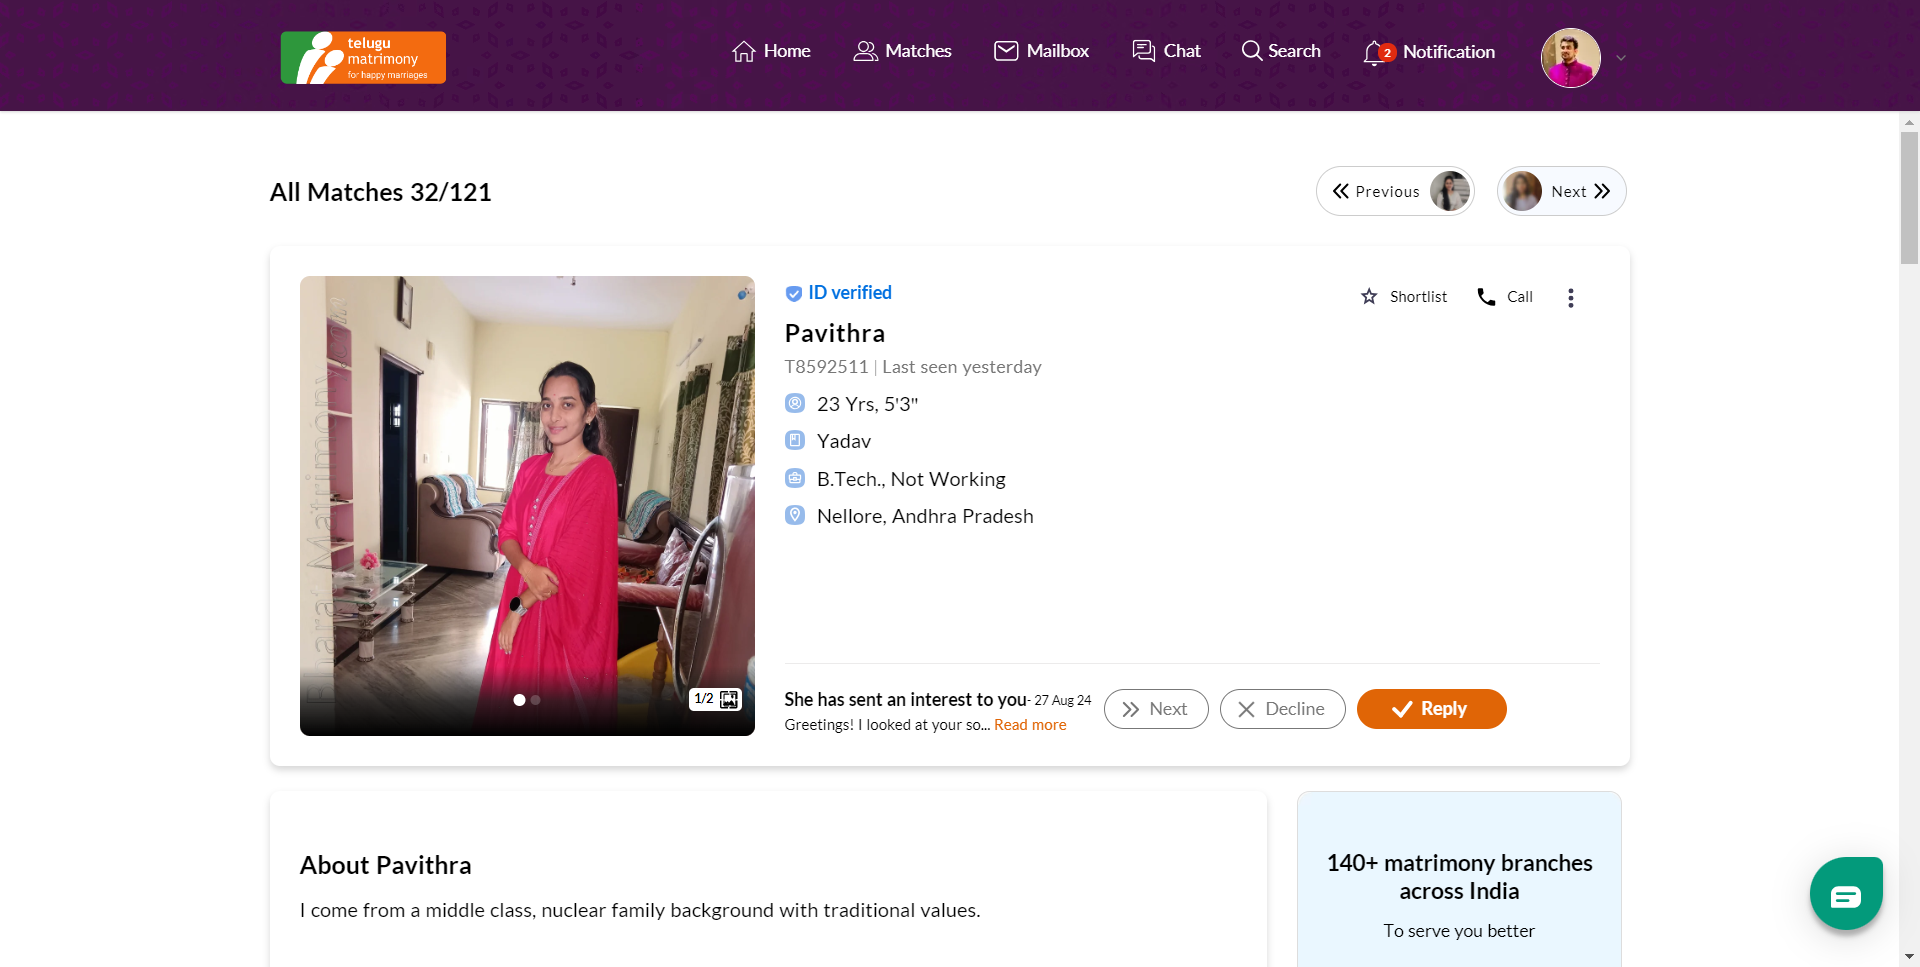 telugu
matrimony
for happy marriages
Home
Matches
Mailbox
Chat
Search
2
Notification
All Matches 32/121
Previous
Next
ID verified
Shortlist
Call
Pavithra
T8592511 | Last seen yesterday
23 Yrs, 5'3"
Yadav
B.Tech., Not Working
Nellore, Andhra Pradesh
BharatMatrimony.com
1/2
She has sent an interest to you- 27 Aug 24
Greetings! I looked at your so... Read more
Next
Decline
Reply
About Pavithra
I come from a middle class, nuclear family background with traditional values.
140+ matrimony branches
across India
To serve you better